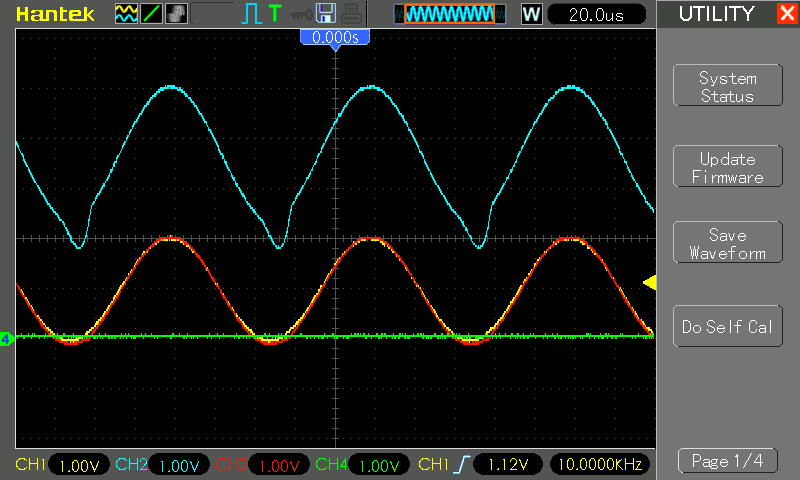 Hantek T W 20.0us UTILITY X
0.000s
System
Status
Update
Firmware
Save
Waveform
Do Self Cal
4
CH1 1.00V CH2 1.00V CH3 1.00V CH4 1.00V CH1 1.12V 10.0000KHz
Page 1/4